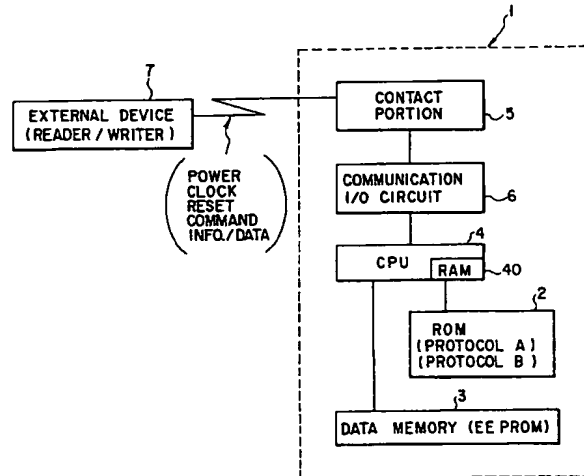 1
7
EXTERNAL DEVICE
(READER / WRITER)
CONTACT
PORTION
5
POWER
CLOCK
RESET
COMMAND
INFO./DATA
COMMUNICATION
I/O CIRCUIT
6
4
CPU
RAM
40
2
ROM
(PROTOCOL A)
(PROTOCOL B)
3
DATA MEMORY (EE PROM)